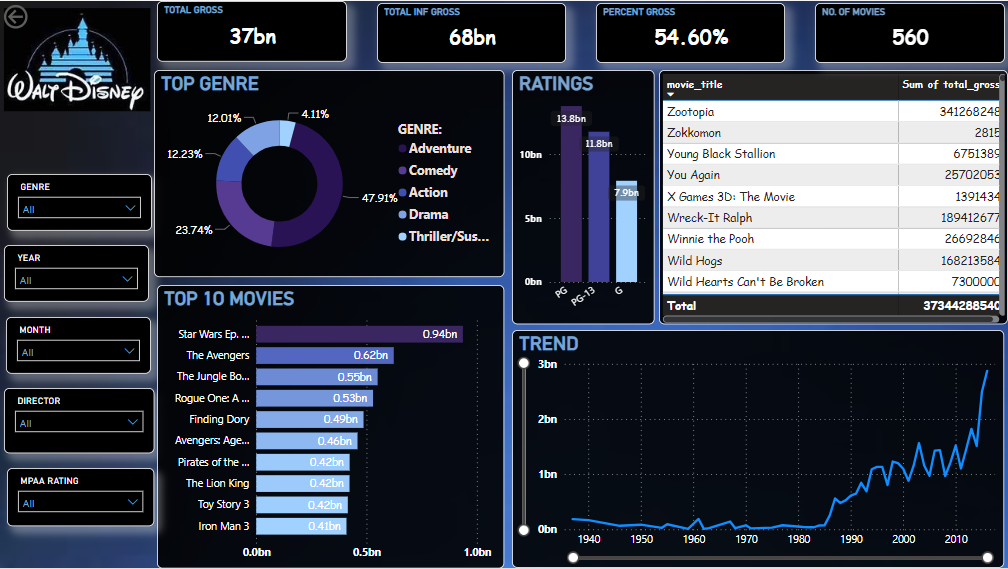 WALT DISNEY
TOTAL GROSS
37bn
TOTAL INF GROSS
68bn
PERCENT GROSS
54.60%
NO. OF MOVIES
560
GENRE
All
YEAR
All
MONTH
All
DIRECTOR
All
MPAA RATING
All
TOP GENRE
4.11%
12.01%
12.23%
23.74%
47.91%
GENRE:
Adventure
Comedy
Action
Drama
Thriller/Sus...
RATINGS
10bn
5bn
0bn
13.8bn
11.8bn
7.9bn
PG
PG-13
G
movie_title Sum of total_gross
Zootopia 341268248
Zokkomon 2815
Young Black Stallion 6751389
You Again 25702053
X Games 3D: The Movie 1391434
Wreck-It Ralph 189412677
Winnie the Pooh 26692846
Wild Hogs 168213584
Wild Hearts Can't Be Broken 7300000
Total 37344288540
TOP 10 MOVIES
Star Wars Ep. ... 0.94bn
The Avengers 0.62bn
The Jungle Bo... 0.55bn
Rogue One: A ... 0.53bn
Finding Dory 0.49bn
Avengers: Age... 0.46bn
Pirates of the ... 0.42bn
The Lion King 0.42bn
Toy Story 3 0.42bn
Iron Man 3 0.41bn
0.0bn 0.5bn 1.0bn
TREND
3bn
2bn
1bn
0bn
1940 1950 1960 1970 1980 1990 2000 2010